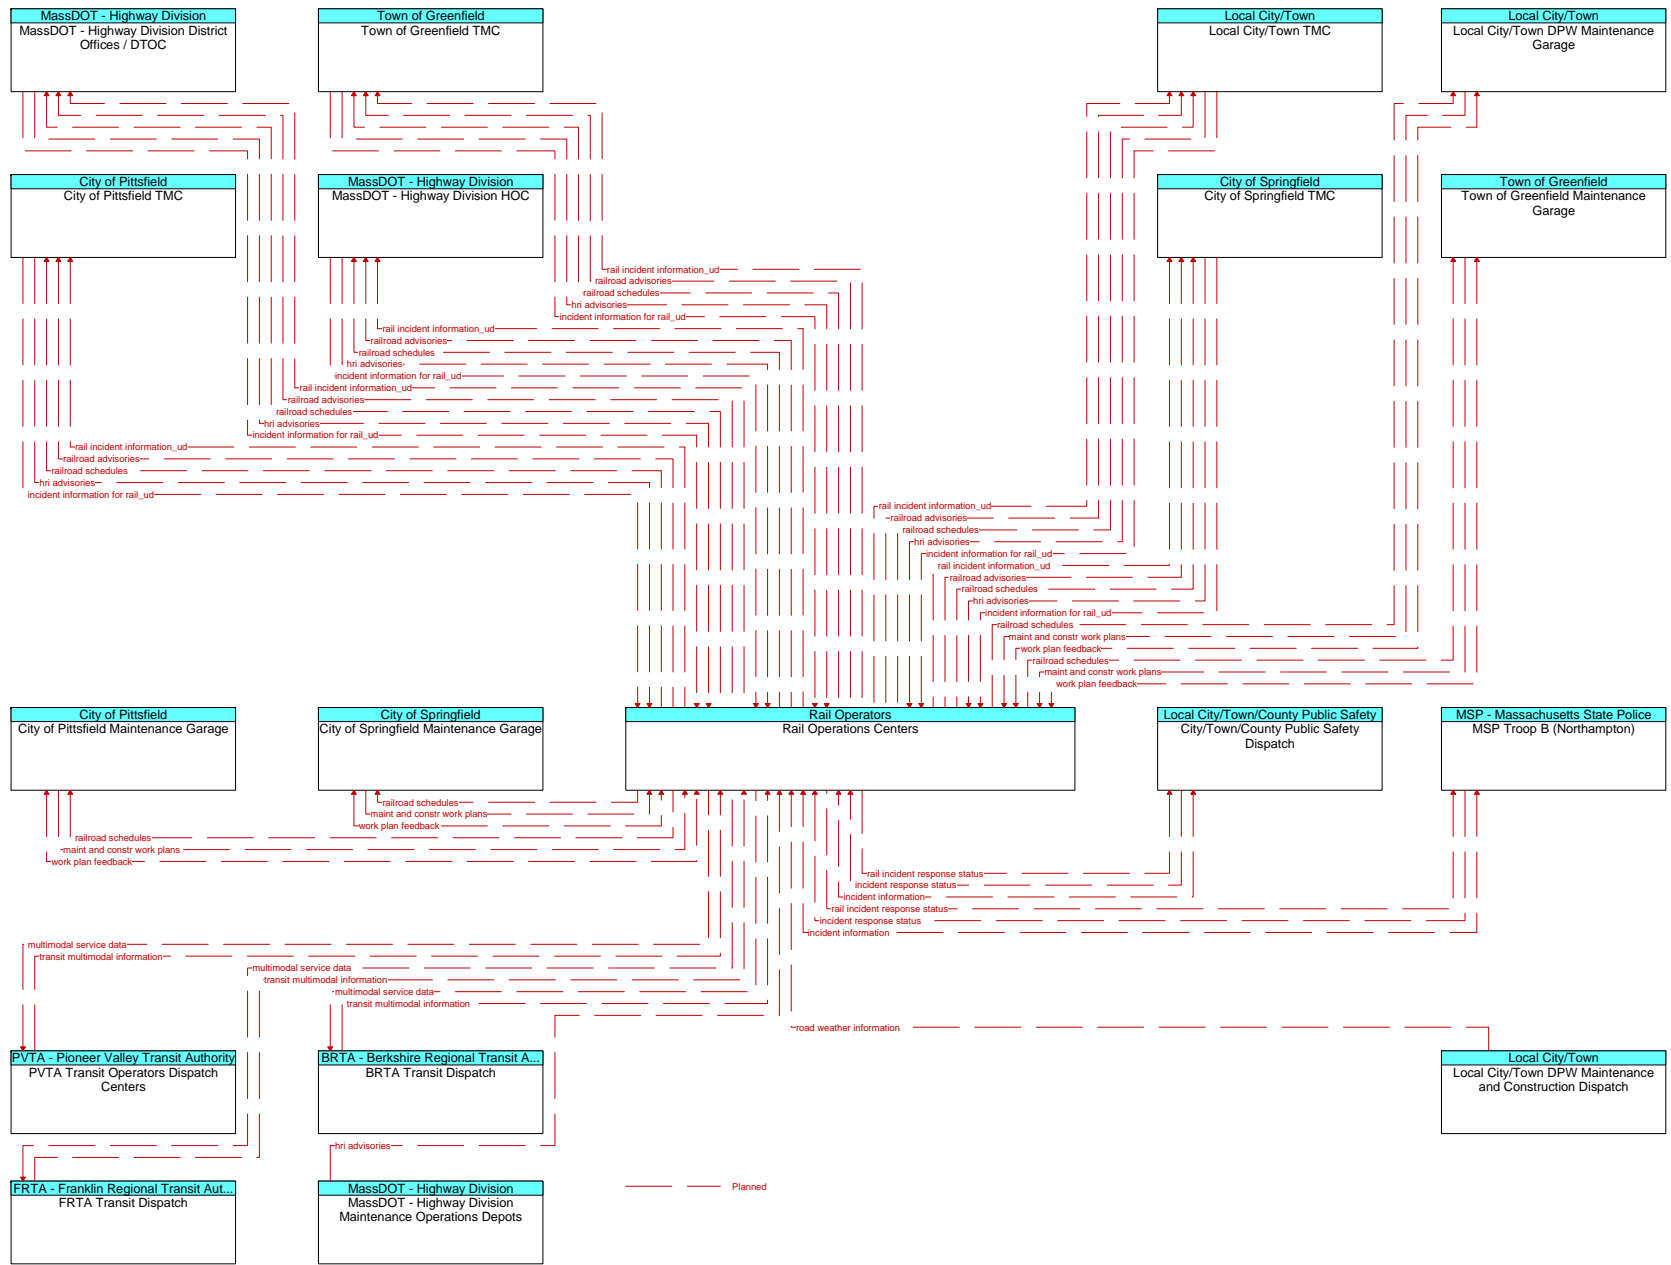 MassDOT - Highway Division
MassDOT - Highway Division District
Offices / DTOC
Town of Greenfield
Town of Greenfield TMC
Local City/Town
Local City/Town TMC
Local City/Town
Local City/Town DPW Maintenance
Garage
City of Pittsfield
City of Pittsfield TMC
MassDOT - Highway Division
MassDOT - Highway Division HOC
City of Springfield
City of Springfield TMC
Town of Greenfield
Town of Greenfield Maintenance
Garage
rail incident information_ud
railroad advisories
railroad schedules
hri advisories
incident information for rail_ud
rail incident information_ud
railroad advisories
railroad schedules
hri advisories
incident information for rail_ud
rail incident information_ud
railroad advisories
railroad schedules
hri advisories
incident information for rail_ud
rail incident information_ud
railroad advisories
railroad schedules
hri advisories
incident information for rail_ud
rail incident information_ud
railroad advisories
railroad schedules
hri advisories
incident information for rail_ud
rail incident information_ud
railroad advisories
railroad schedules
hri advisories
incident information for rail_ud
railroad schedules
maint and constr work plans
work plan feedback
railroad schedules
maint and constr work plans
work plan feedback
City of Pittsfield
City of Pittsfield Maintenance Garage
City of Springfield
City of Springfield Maintenance Garage
Rail Operators
Rail Operations Centers
Local City/Town/County Public Safety
City/Town/County Public Safety
Dispatch
MSP - Massachusetts State Police
MSP Troop B (Northampton)
railroad schedules
maint and constr work plans
work plan feedback
railroad schedules
maint and constr work plans
work plan feedback
rail incident response status
incident response status
incident information
rail incident response status
incident response status
incident information
multimodal service data
transit multimodal information
multimodal service data
transit multimodal information
multimodal service data
transit multimodal information
road weather information
PVTA - Pioneer Valley Transit Authority
PVTA Transit Operators Dispatch
Centers
BRTA - Berkshire Regional Transit A...
BRTA Transit Dispatch
Local City/Town
Local City/Town DPW Maintenance
and Construction Dispatch
hri advisories
FRTA - Franklin Regional Transit Aut...
FRTA Transit Dispatch
MassDOT - Highway Division
MassDOT - Highway Division
Maintenance Operations Depots
Planned